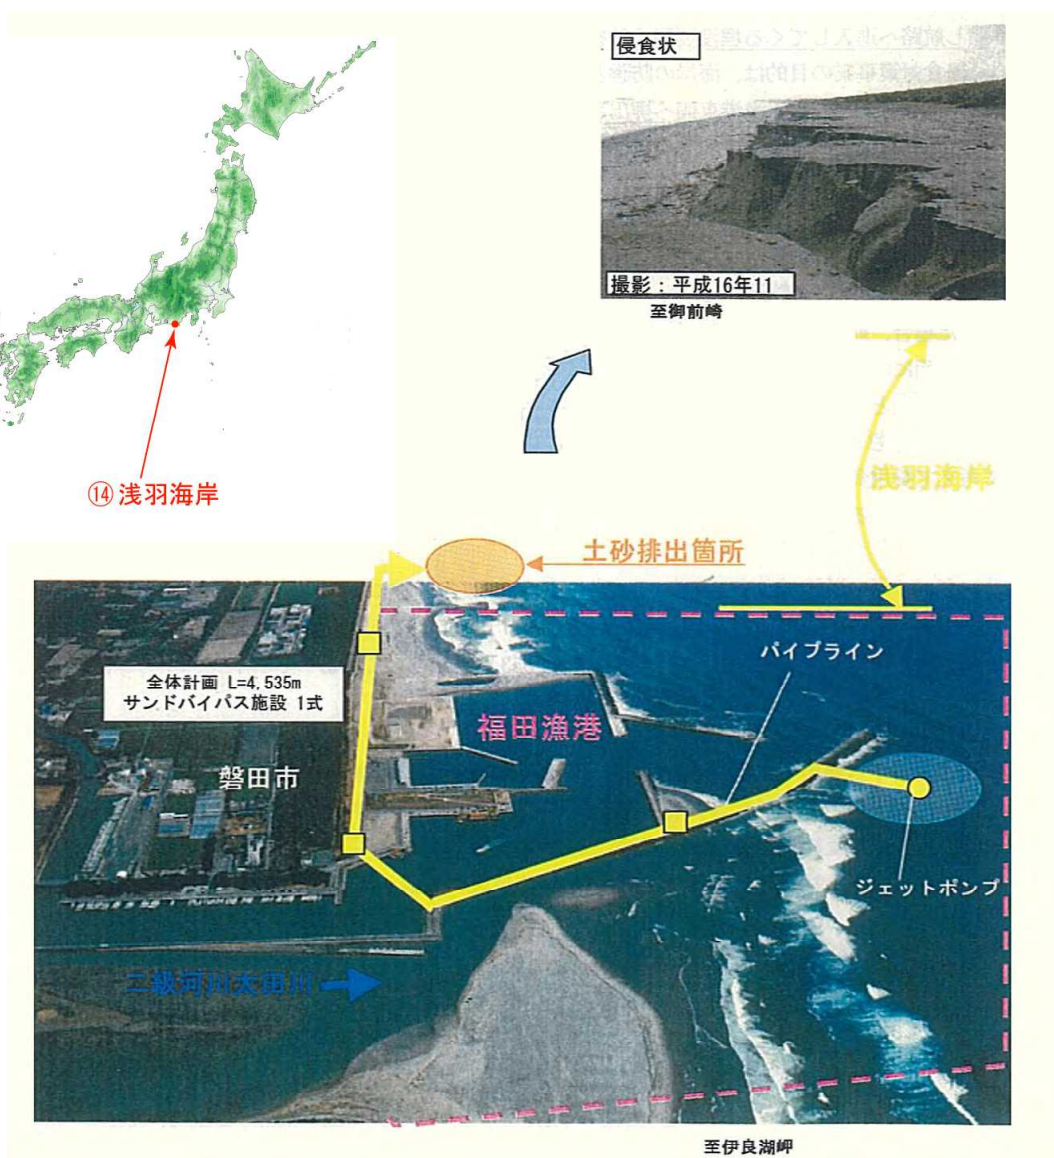 侵食状
撮影：平成16年11
至御前崎
⑭浅羽海岸
浅羽海岸
土砂排出箇所
パイプライン
全体計画 L=4,535m
サンドバイパス施設 1式
福田漁港
磐田市
ジェットポンプ
二級河川太田川
至伊良湖岬